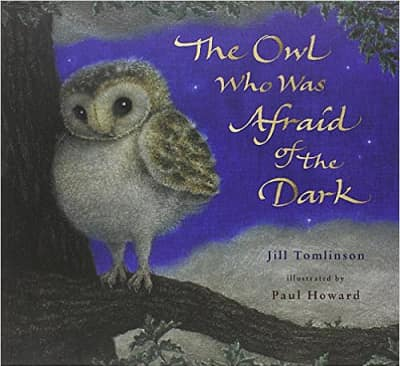 The Owl
Who Was
Afraid
of the
Dark
Jill Tomlinson
illustrated by
Paul Howard